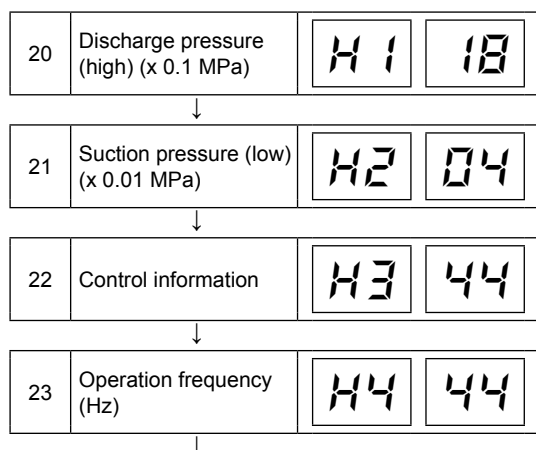 20 Discharge pressure (high) (x 0.1 MPa) H1 18
↓
21 Suction pressure (low) (x 0.01 MPa) H2 04
↓
22 Control information H3 44
↓
23 Operation frequency (Hz) H4 44
↓